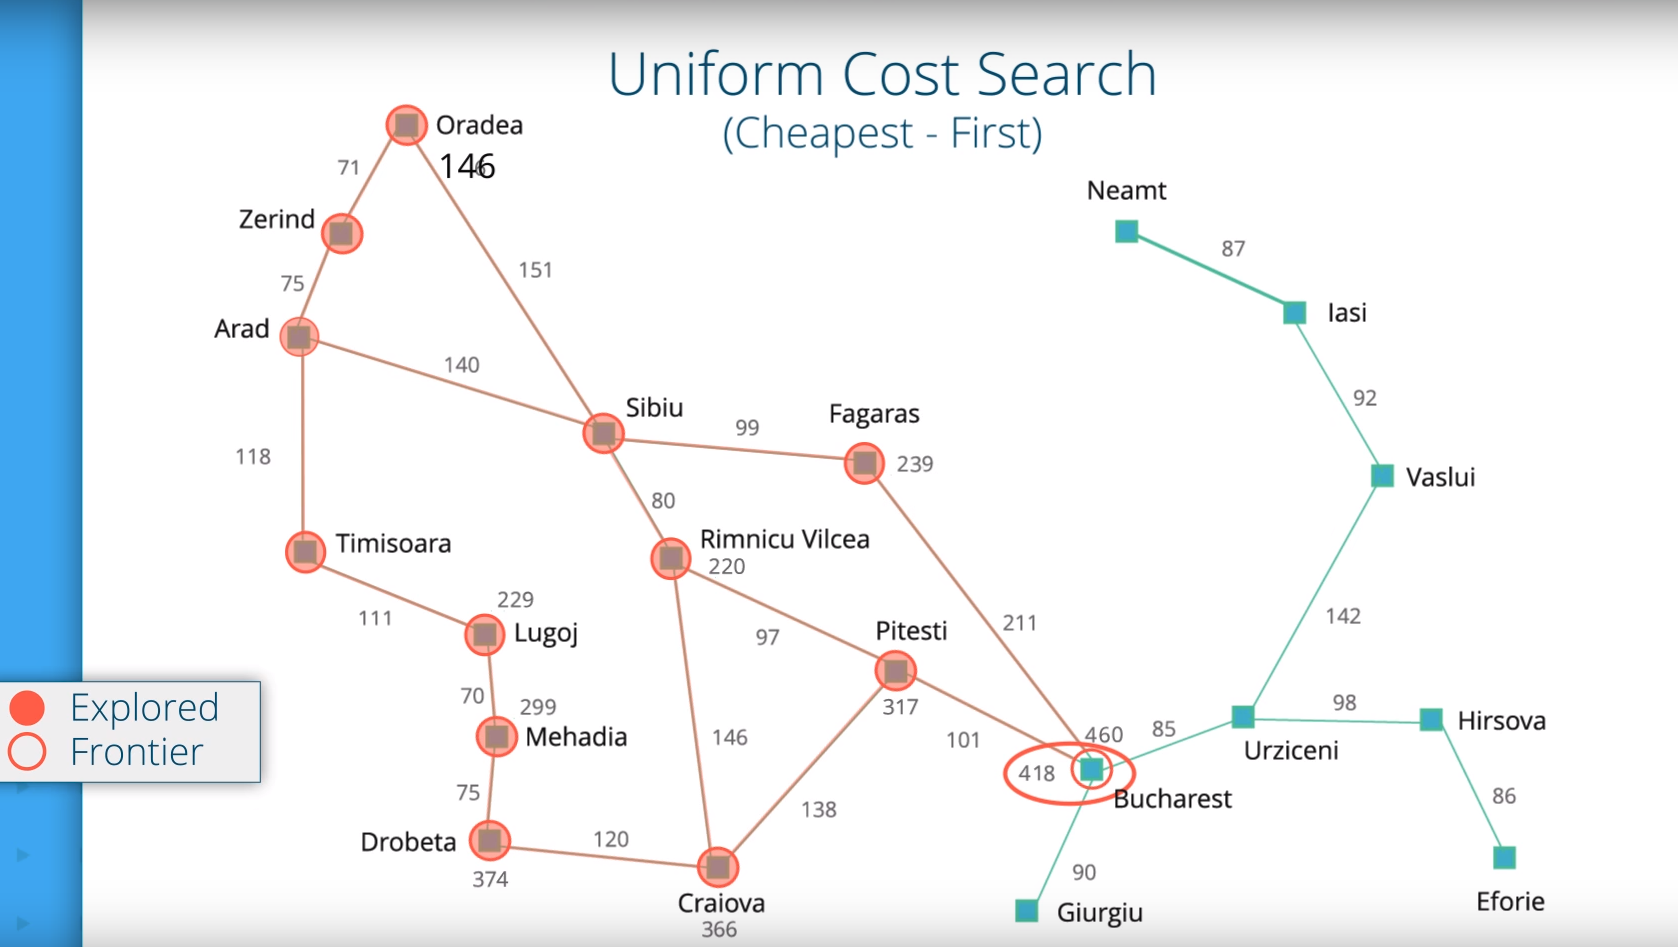 Uniform Cost Search
(Cheapest - First)
Oradea
146
71
Zerind
75
Arad
151
140
118
Sibiu
99
Fagaras
239
80
Rimnicu Vilcea
220
Timisoara
111
229
Lugoj
97
Pitesti
317
211
70
299
Mehadia
146
101
460
418
85
Bucharest
75
Drobeta
374
120
138
Craiova
366
90
Giurgiu
Neamt
87
Iasi
92
Vaslui
142
98
Hirsova
Urziceni
86
Eforie
Explored
Frontier